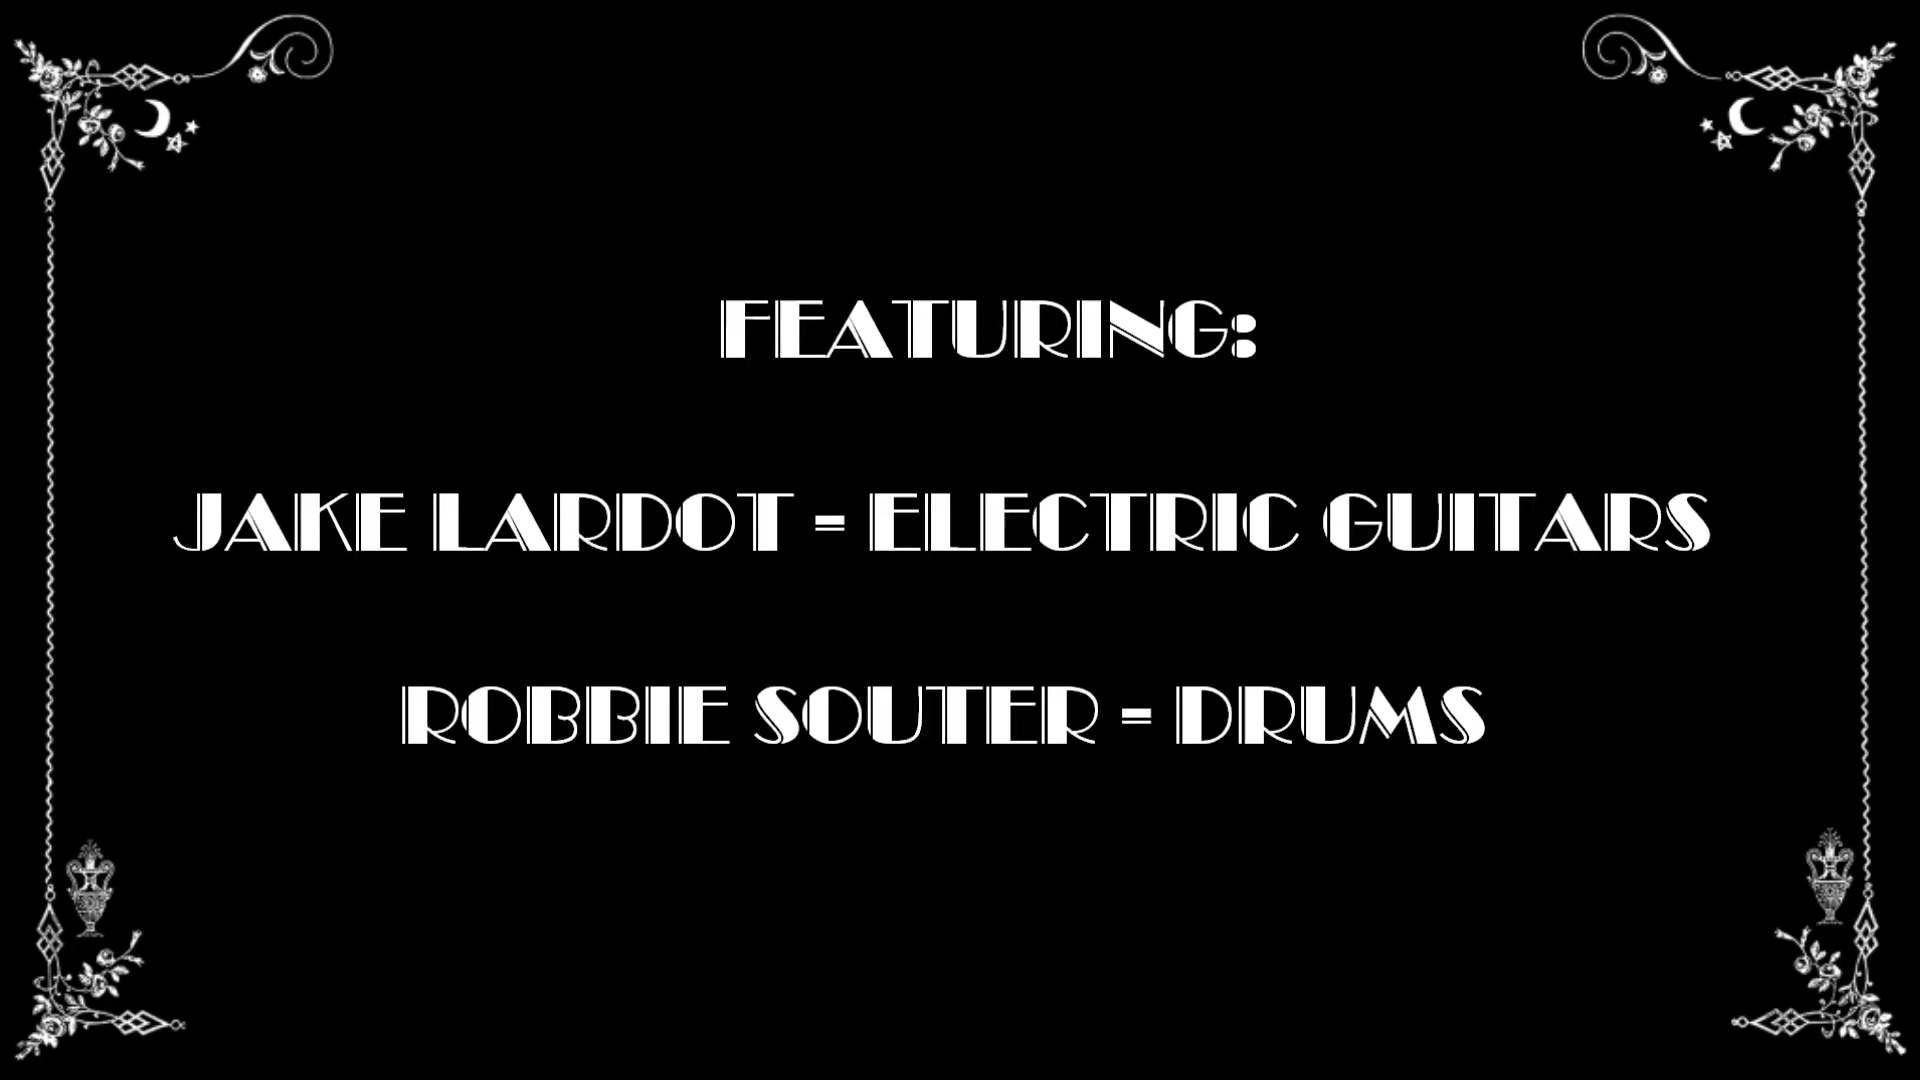 FEATURING:
JAKE LARDOT = ELECTRIC GUITARS
ROBBIE SOUTER = DRUMS